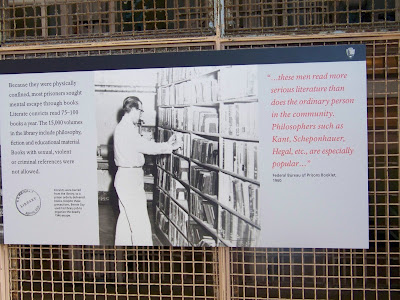 Because they were physically
confined, most prisoners sought
mental escape through books.
Literate convicts read 75-100
books a year. The 15,000 volumes
in the library include philosophy,
fiction and educational material.
Books with sexual, violent
or criminal references were
not allowed.
"...these men read more
serious literature than
does the ordinary person
in the community.
Philosophers such as
Kant, Schopenhauer,
Hegal, etc., are especially
popular..."
Federal Bureau of Prisons Booklet,